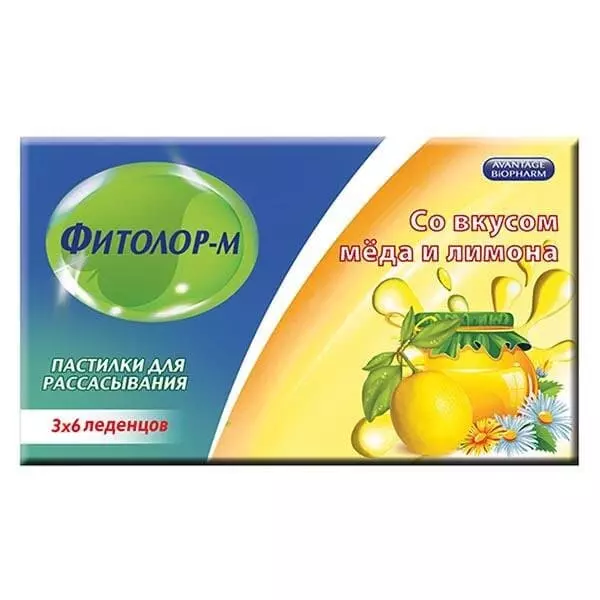 ФИТОЛОР-М
ПАСТИЛКИ ДЛЯ
РАССАСЫВАНИЯ
3х6 леденцов
AVANTAGE
BIOPHARM
Со вкусом
мёда и лимона